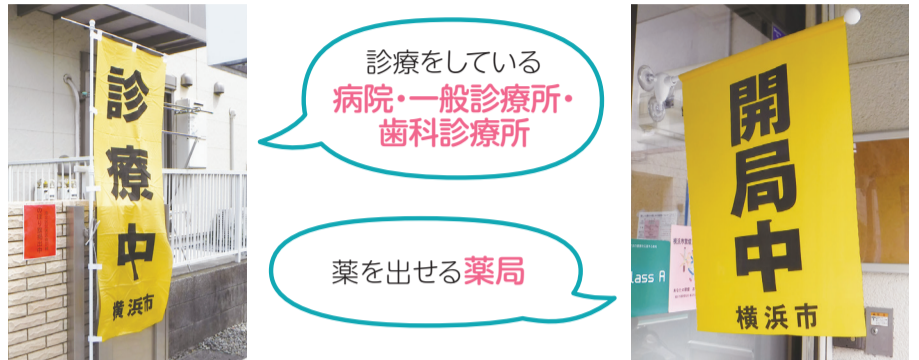 診療中
横浜市
診療をしている
病院・一般診療所・
歯科診療所
薬を出せる薬局
開局中
横浜市
lass A